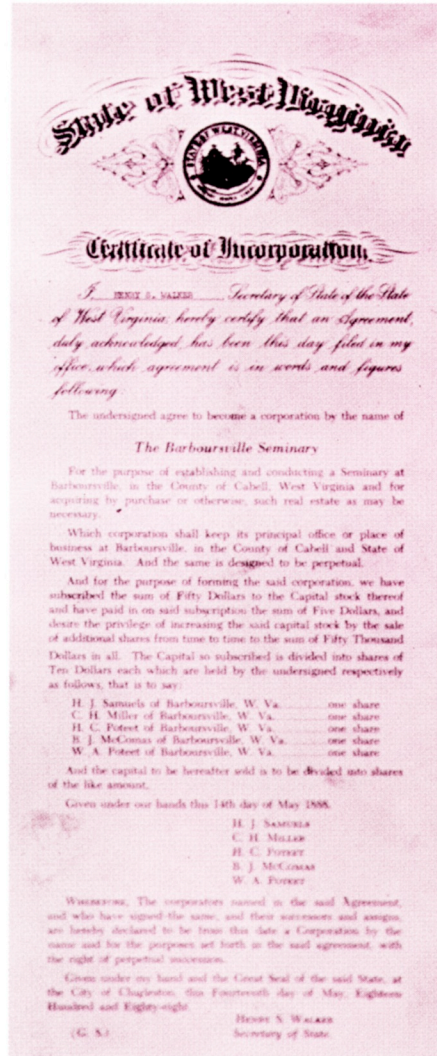 State of West Virginia
STATE OF WEST VIRGINIA
Certificate of Incorporation
I, HENRY S. WALKER, Secretary of State of the State
of West Virginia, hereby certify that an Agreement,
duly acknowledged has been this day filed in my
office, which agreement is in words and figures
following
The undersigned agree to become a corporation by the name of
The Barboursville Seminary
For the purpose of establishing and conducting a Seminary at
Barboursville, in the County of Cabell, West Virginia and for
acquiring by purchase or otherwise, such real estate as may be
necessary.
Which corporation shall keep its principal office or place of
business at Barboursville, in the County of Cabell and State of
West Virginia. And the same is designed to be perpetual.
And for the purpose of forming the said corporation, we have
subscribed the sum of Fifty Dollars to the Capital stock thereof
and have paid in on said subscription the sum of Five Dollars, and
desire the privilege of increasing the said capital stock by the sale
of additional shares from time to time to the sum of Fifty Thousand
Dollars in all. The Capital so subscribed is divided into shares of
Ten Dollars each which are held by the undersigned respectively
as follows, that is to say:
H. J. Samuels of Barboursville, W. Va. one share
C. H. Miller of Barboursville, W. Va. one share
H. C. Poteet of Barboursville, W. Va. one share
B. J. McComas of Barboursville, W. Va. one share
W. A. Poteet of Barboursville, W. Va. one share
And the capital to be hereafter sold is to be divided into shares
of the like amount.
Given under our hands this 14th day of May 1888.
H. J. SAMUELS
C. H. MILLER
H. C. POTEET
B. J. MCCOMAS
W. A. POTEET
WHEREFORE, The corporators named in the said Agreement,
and who have signed the same, and their successors and assigns,
are hereby declared to be from this date a Corporation by the
name and for the purposes set forth in the said agreement, with
the right of perpetual succession.
Given under my hand and the Great Seal of the said State, at
the City of Charleston, this Fourteenth day of May, Eighteen
Hundred and Eighty-eight.
HENRY S. WALKER
(G. S.) Secretary of State.